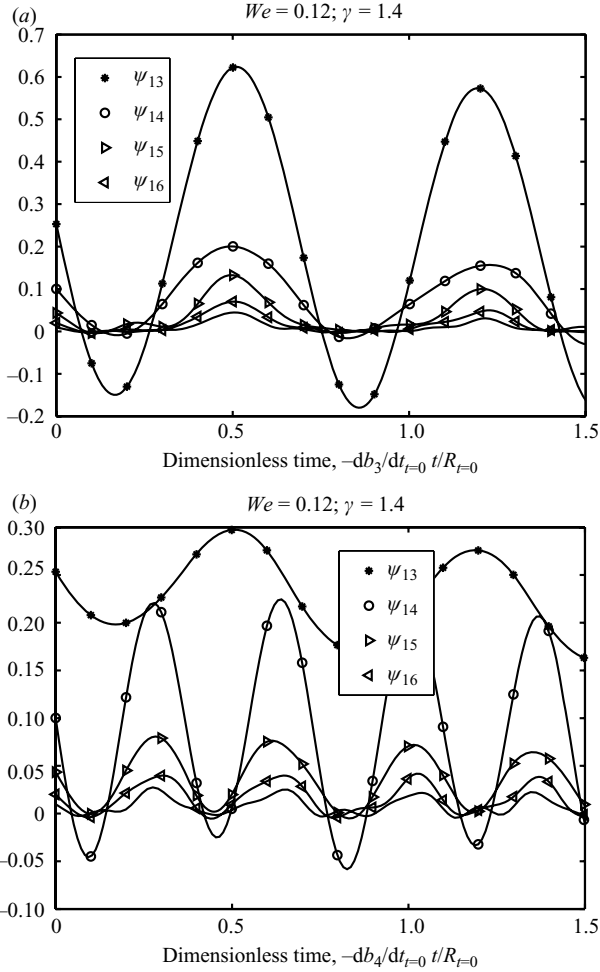 (a) We = 0.12; γ = 1.4
0.7
0.6
0.5
0.4
0.3
0.2
0.1
0
–0.1
–0.2
ψ13
ψ14
ψ15
ψ16
0 0.5 1.0 1.5
Dimensionless time, –db3/dtt=0 t/Rt=0
(b) We = 0.12; γ = 1.4
0.30
0.25
0.20
0.15
0.10
0.05
0
–0.05
–0.10
ψ13
ψ14
ψ15
ψ16
0 0.5 1.0 1.5
Dimensionless time, –db4/dtt=0 t/Rt=0